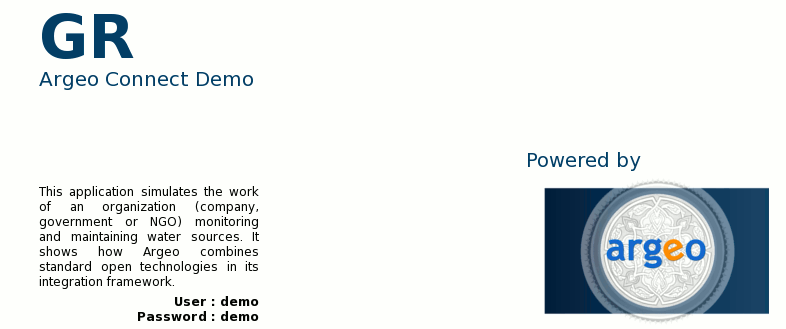 GR
Argeo Connect Demo
Powered by
This application simulates the work
of an organization (company,
government or NGO) monitoring
and maintaining water sources. It
shows how Argeo combines
standard open technologies in its
integration framework.
User : demo
Password : demo
argeo